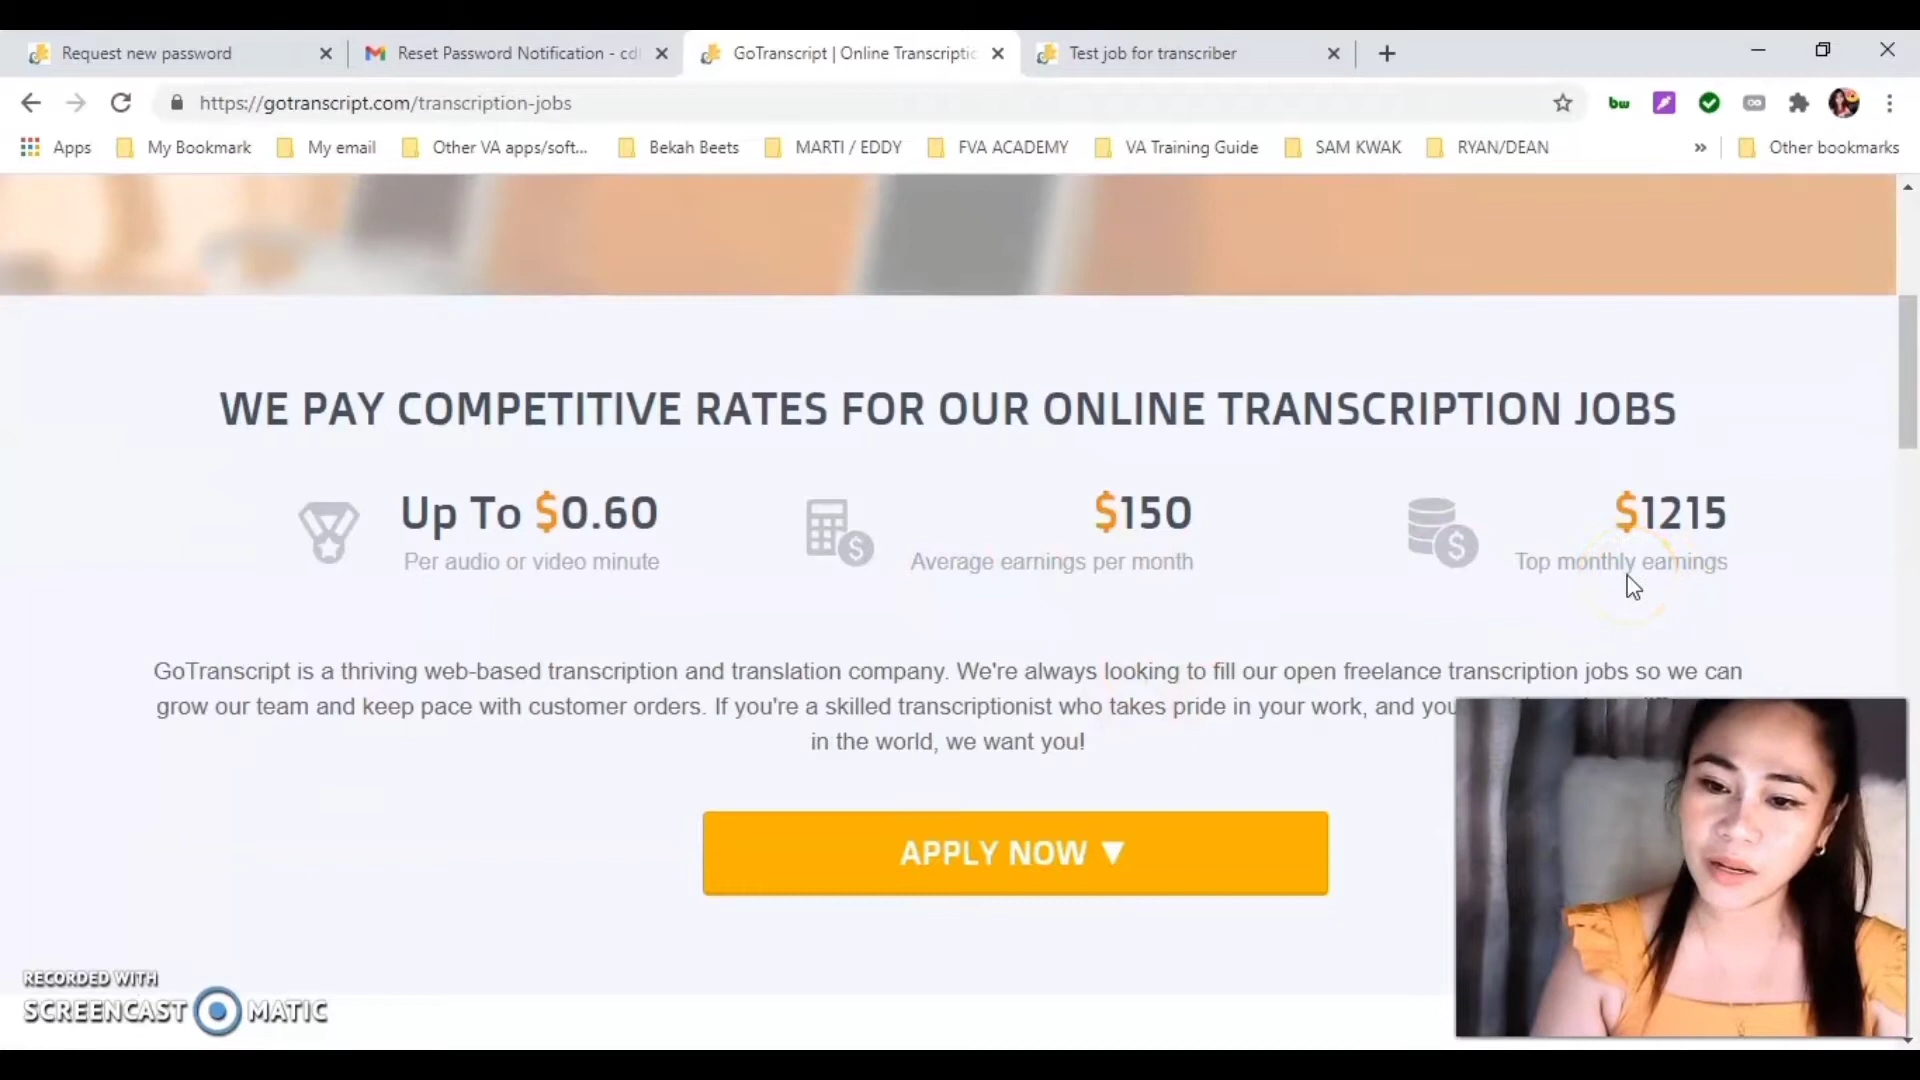 Request new password
Reset Password Notification - cd
GoTranscript | Online Transcriptic
Test job for transcriber
https://gotranscript.com/transcription-jobs
bw
Apps
My Bookmark
My email
Other VA apps/soft...
Bekah Beets
MARTI / EDDY
FVA ACADEMY
VA Training Guide
SAM KWAK
RYAN/DEAN
»
Other bookmarks
WE PAY COMPETITIVE RATES FOR OUR ONLINE TRANSCRIPTION JOBS
Up To $0.60
Per audio or video minute
$150
Average earnings per month
$1215
Top monthly earnings
GoTranscript is a thriving web-based transcription and translation company. We're always looking to fill our open freelance transcription jobs so we can
grow our team and keep pace with customer orders. If you're a skilled transcriptionist who takes pride in your work, and you
in the world, we want you!
APPLY NOW ▼
RECORDED WITH
SCREENCAST MATIC